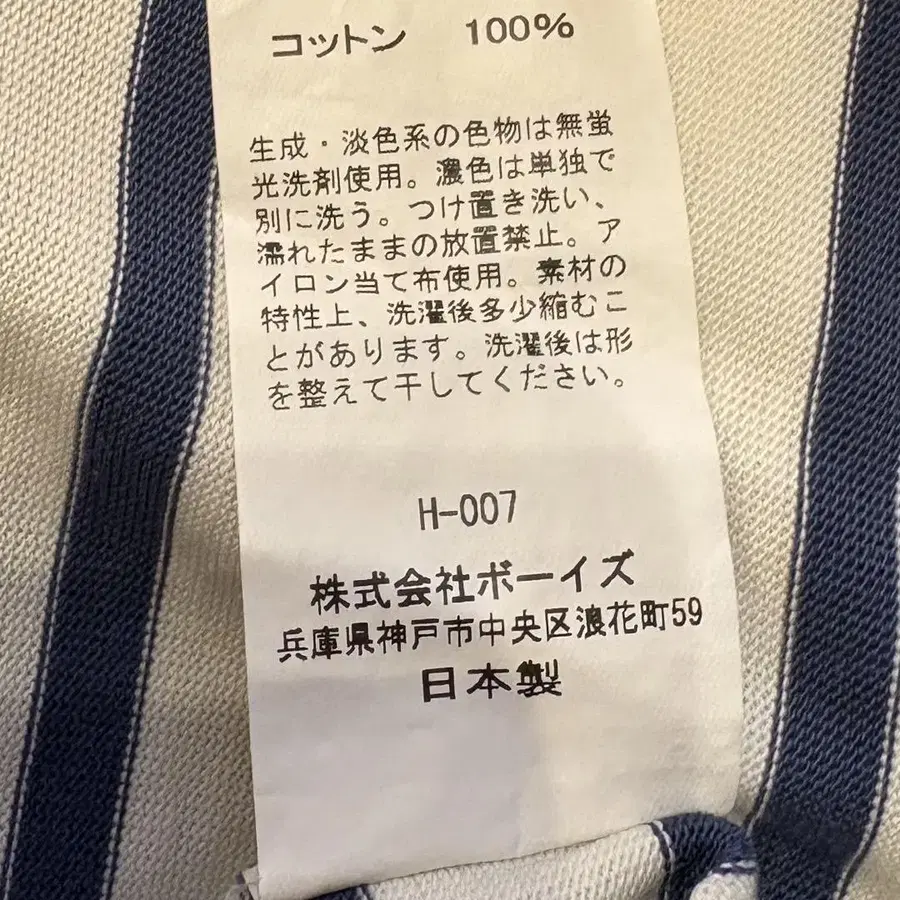 コットン 100%
生成・淡色系の色物は無蛍
光洗剤使用。濃色は単独で
別に洗う。つけ置き洗い、
濡れたままの放置禁止。ア
イロン当て布使用。素材の
特性上、洗濯後多少縮むこ
とがあります。洗濯後は形
を整えて干してください。
H-007
株式会社ボーイズ
兵庫県神戸市中央区浪花町59
日本製